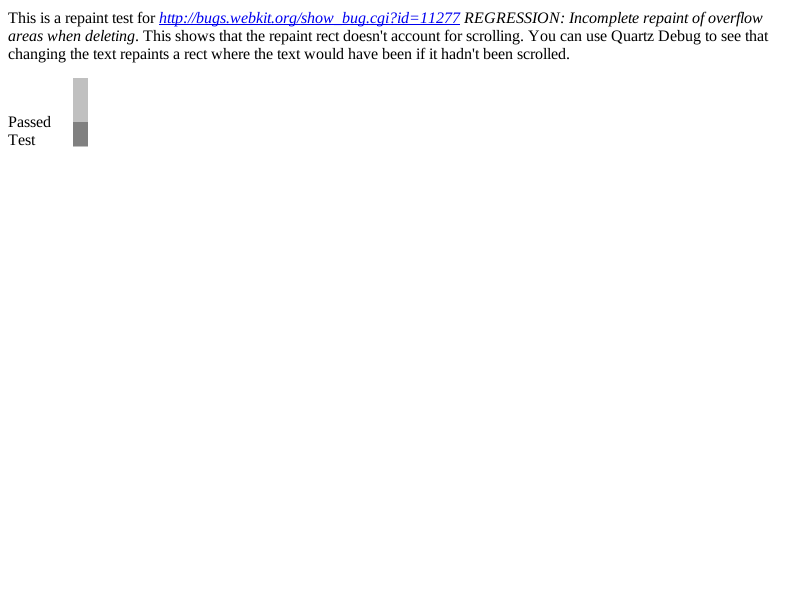 This is a repaint test for http://bugs.webkit.org/show_bug.cgi?id=11277 REGRESSION: Incomplete repaint of overflow
areas when deleting. This shows that the repaint rect doesn't account for scrolling. You can use Quartz Debug to see that
changing the text repaints a rect where the text would have been if it hadn't been scrolled.
Passed
Test